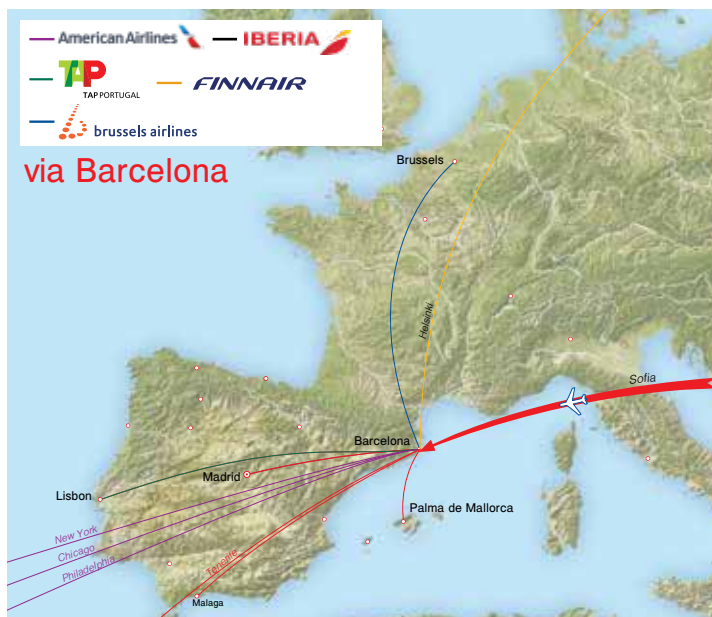 American Airlines
IBERIA
TAP
TAP PORTUGAL
FINNAIR
brussels airlines
via Barcelona
Brussels
Helsinki
Sofia
Barcelona
Madrid
Lisbon
Palma de Mallorca
New York
Chicago
Philadelphia
Tenerife
Malaga